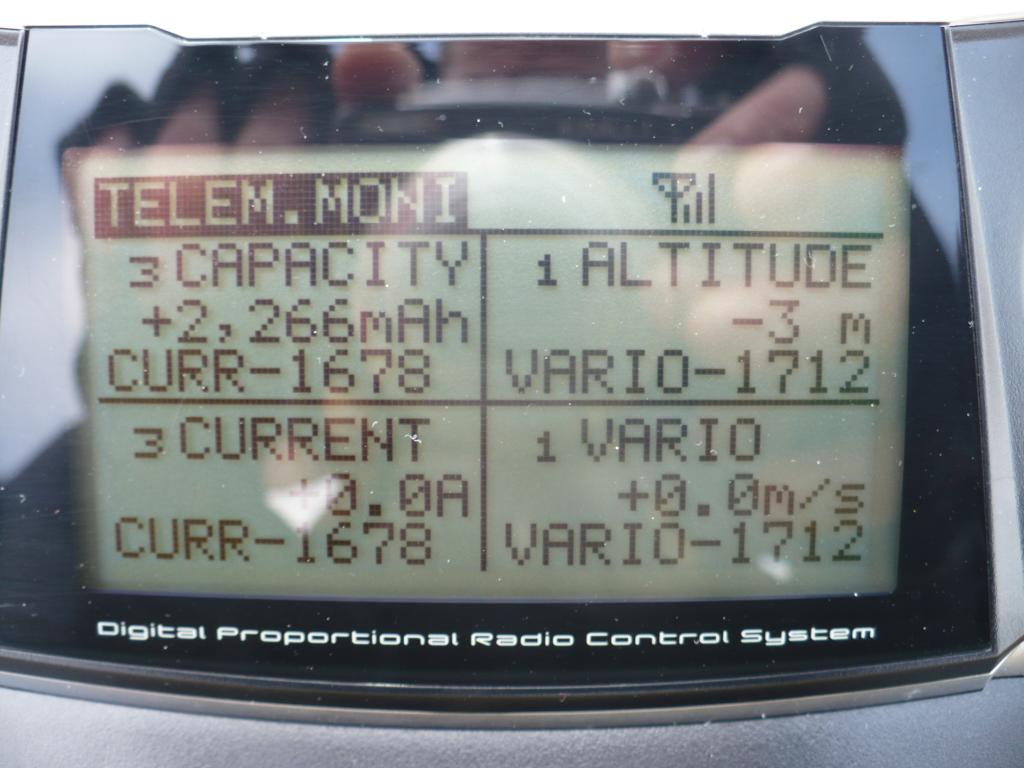 TELEM.MONI
3 CAPACITY
+2,266mAh
CURR-1678
1 ALTITUDE
-3 m
VARIO-1712
3 CURRENT
+0.0A
CURR-1678
1 VARIO
+0.0m/s
VARIO-1712
Digital Proportional Radio Control System